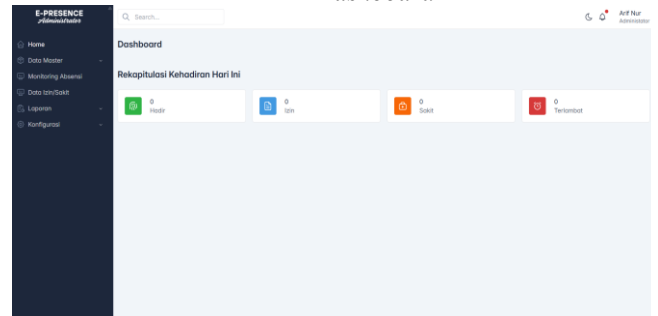 E-PRESENCE
Administrator
Home
Data Master
Monitoring Absensi
Data Izin/Sakit
Laporan
Konfigurasi
Search...
Arif Nur
Administator
Dashboard
Rekapitulasi Kehadiran Hari Ini
0
Hadir
0
Izin
0
Sakit
0
Terlambat